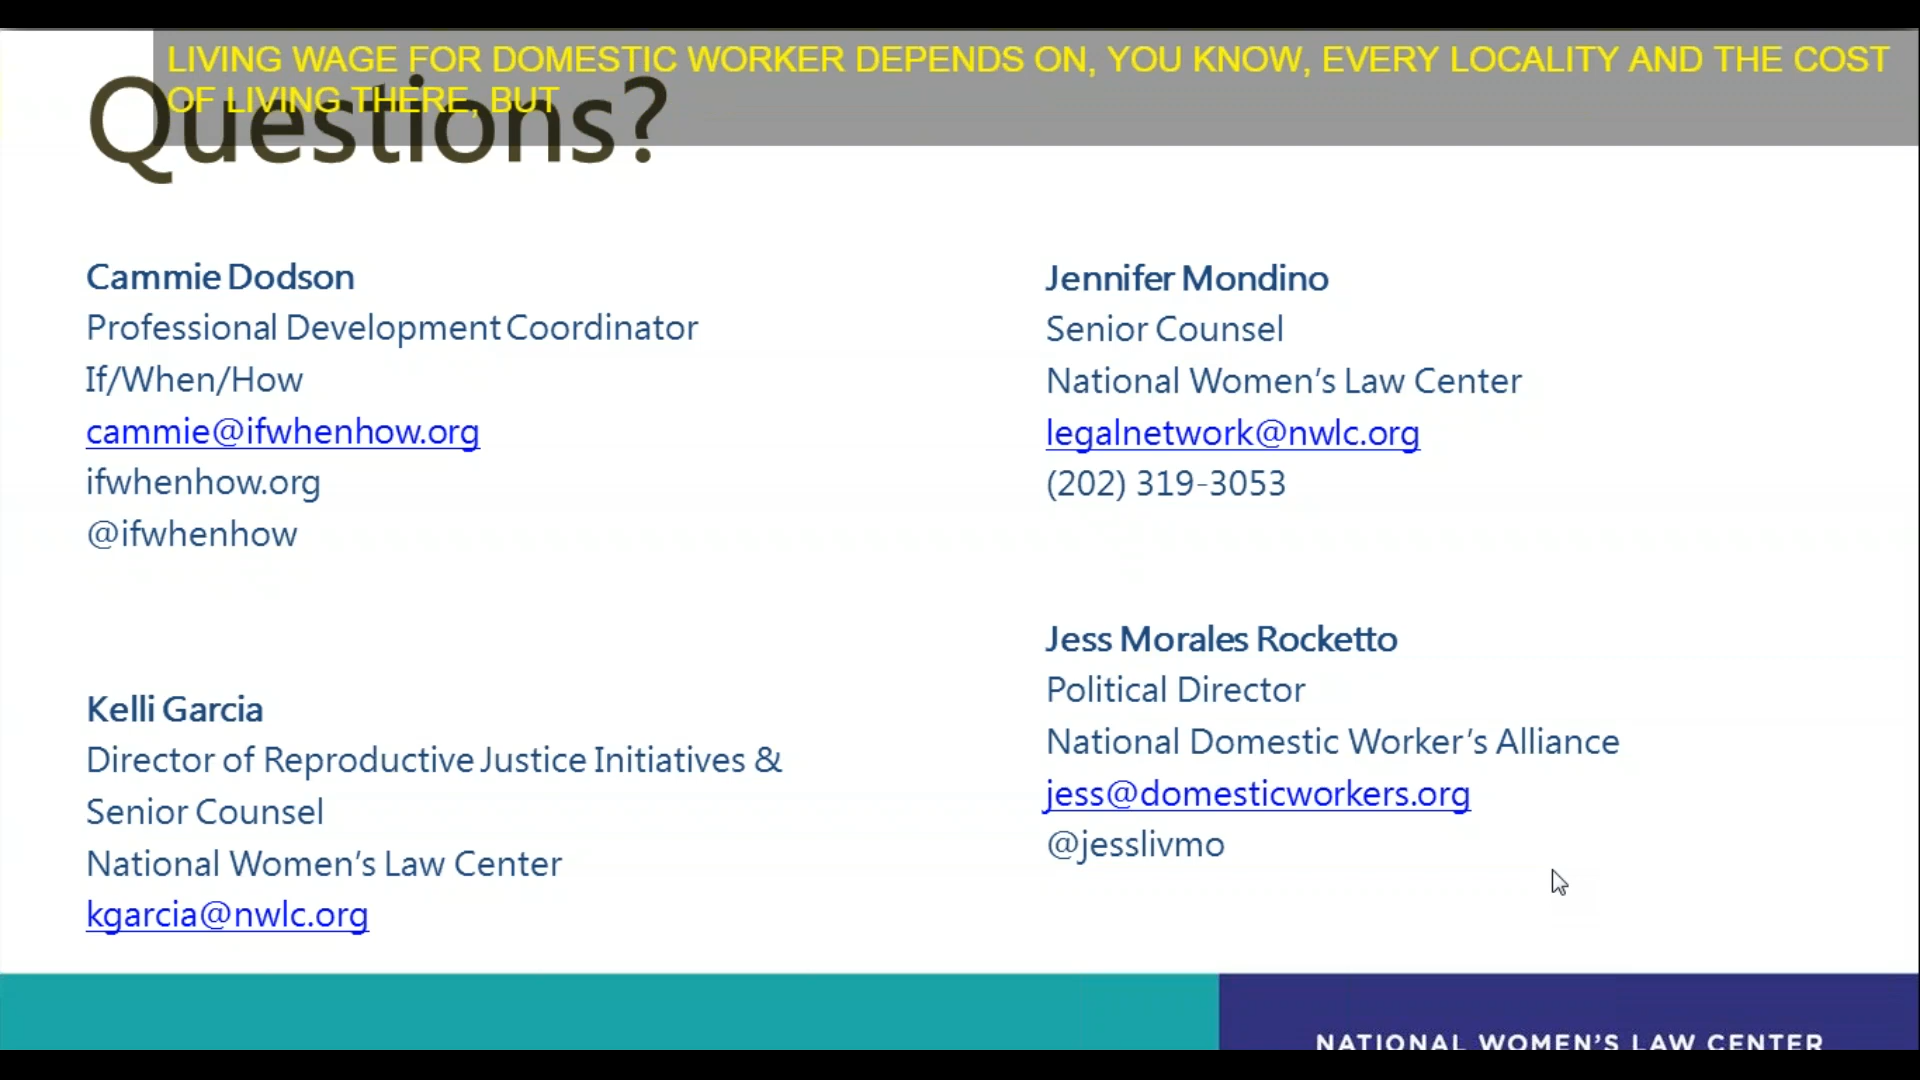 LIVING WAGE FOR DOMESTIC WORKER DEPENDS ON, YOU KNOW, EVERY LOCALITY AND THE COST
OF LIVING THERE, BUT
Questions?
Cammie Dodson
Professional Development Coordinator
If/When/How
cammie@ifwhenhow.org
ifwhenhow.org
@ifwhenhow
Kelli Garcia
Director of Reproductive Justice Initiatives &
Senior Counsel
National Women’s Law Center
kgarcia@nwlc.org
Jennifer Mondino
Senior Counsel
National Women’s Law Center
legalnetwork@nwlc.org
(202) 319-3053
Jess Morales Rocketto
Political Director
National Domestic Worker’s Alliance
jess@domesticworkers.org
@jesslivmo
NATIONAL WOMEN’S LAW CENTER